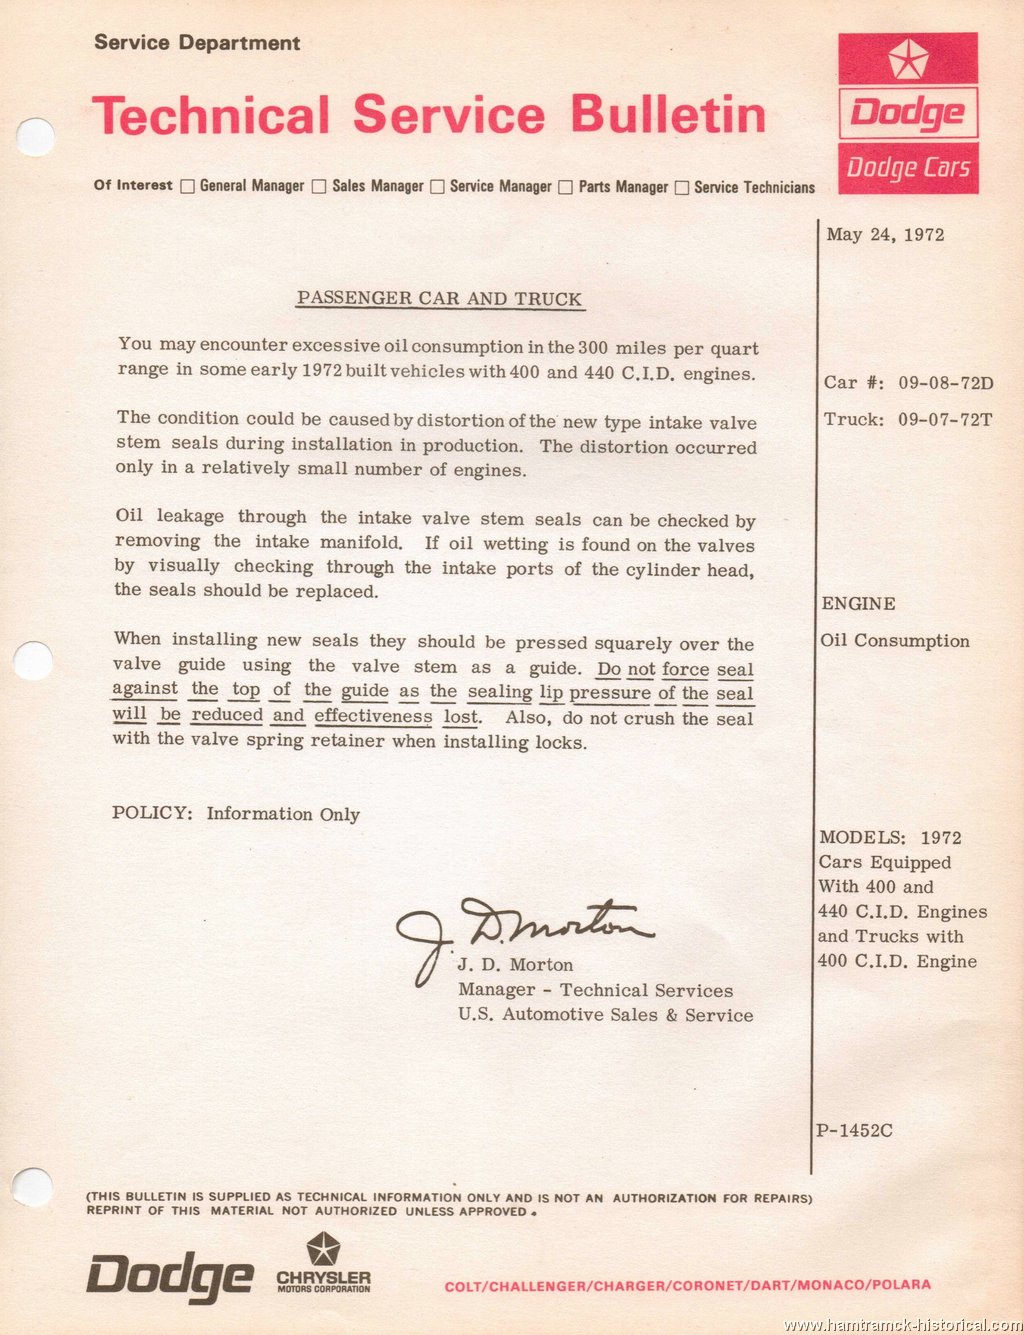 Service Department
Technical Service Bulletin
Dodge
Dodge Cars
Of Interest □ General Manager □ Sales Manager □ Service Manager □ Parts Manager □ Service Technicians
May 24, 1972
PASSENGER CAR AND TRUCK
You may encounter excessive oil consumption in the 300 miles per quart
range in some early 1972 built vehicles with 400 and 440 C.I.D. engines.
Car #: 09-08-72D
Truck: 09-07-72T
The condition could be caused by distortion of the new type intake valve
stem seals during installation in production. The distortion occurred
only in a relatively small number of engines.
Oil leakage through the intake valve stem seals can be checked by
removing the intake manifold. If oil wetting is found on the valves
by visually checking through the intake ports of the cylinder head,
the seals should be replaced.
ENGINE
Oil Consumption
When installing new seals they should be pressed squarely over the
valve guide using the valve stem as a guide. Do not force seal
against the top of the guide as the sealing lip pressure of the seal
will be reduced and effectiveness lost. Also, do not crush the seal
with the valve spring retainer when installing locks.
POLICY: Information Only
MODELS: 1972
Cars Equipped
With 400 and
440 C.I.D. Engines
and Trucks with
400 C.I.D. Engine
J. D. Morton
J. D. Morton
Manager - Technical Services
U.S. Automotive Sales & Service
P-1452C
(THIS BULLETIN IS SUPPLIED AS TECHNICAL INFORMATION ONLY AND IS NOT AN AUTHORIZATION FOR REPAIRS)
REPRINT OF THIS MATERIAL NOT AUTHORIZED UNLESS APPROVED.
Dodge
CHRYSLER
MOTORS CORPORATION
COLT/CHALLENGER/CHARGER/CORONET/DART/MONACO/POLARA
www.hamtramck-historical.com